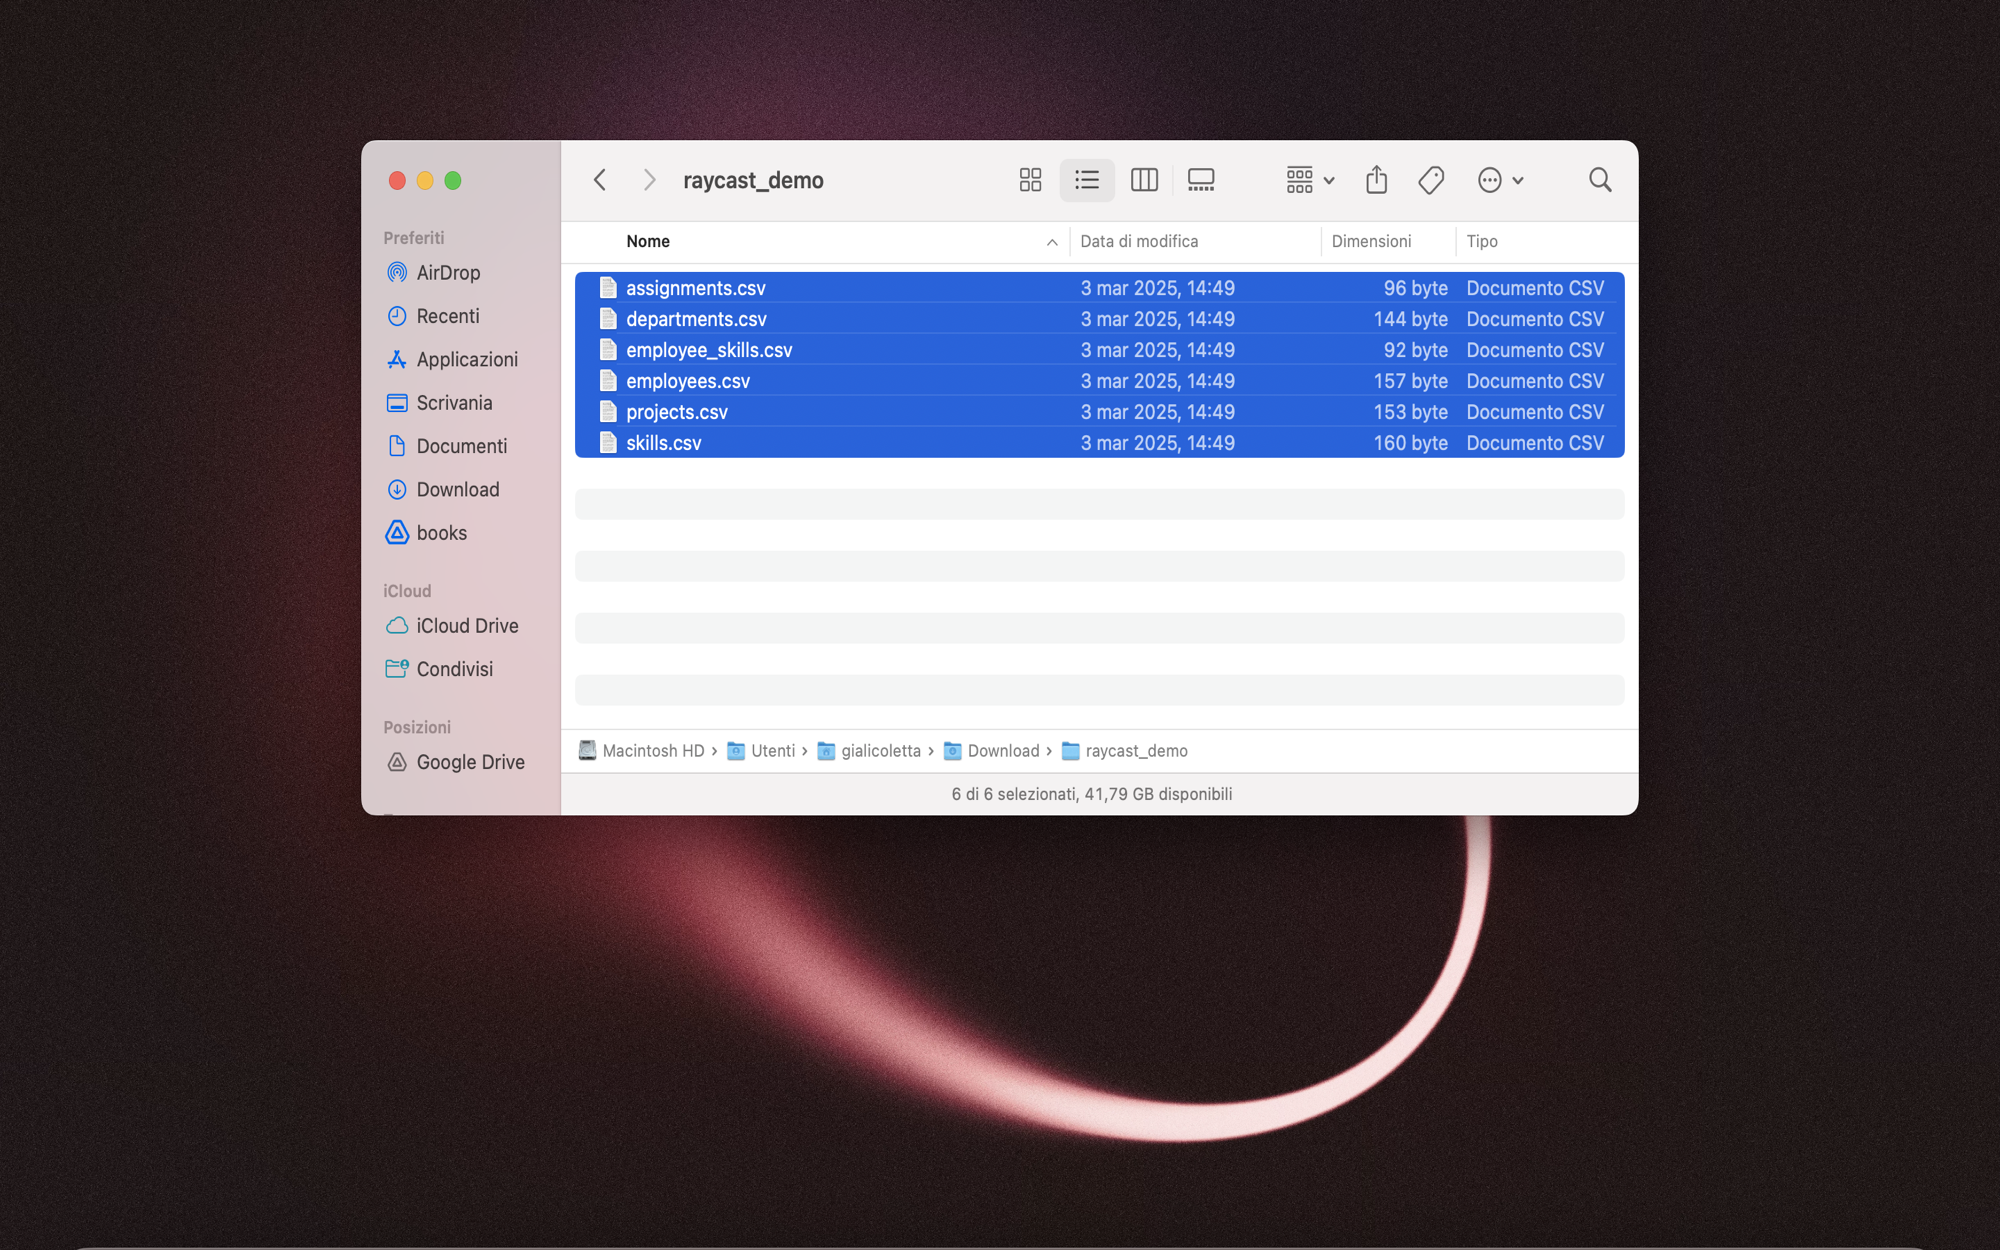 raycast_demo
Preferiti
AirDrop
Recenti
Applicazioni
Scrivania
Documenti
Download
books
iCloud
iCloud Drive
Condivisi
Posizioni
Google Drive
Nome Data di modifica Dimensioni Tipo
assignments.csv 3 mar 2025, 14:49 96 byte Documento CSV
departments.csv 3 mar 2025, 14:49 144 byte Documento CSV
employee_skills.csv 3 mar 2025, 14:49 92 byte Documento CSV
employees.csv 3 mar 2025, 14:49 157 byte Documento CSV
projects.csv 3 mar 2025, 14:49 153 byte Documento CSV
skills.csv 3 mar 2025, 14:49 160 byte Documento CSV
Macintosh HD › Utenti › gialicoletta › Download › raycast_demo
6 di 6 selezionati, 41,79 GB disponibili